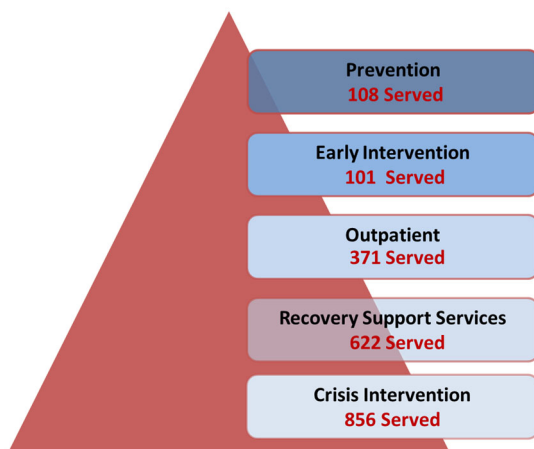 Prevention
108 Served
Early Intervention
101 Served
Outpatient
371 Served
Recovery Support Services
622 Served
Crisis Intervention
856 Served